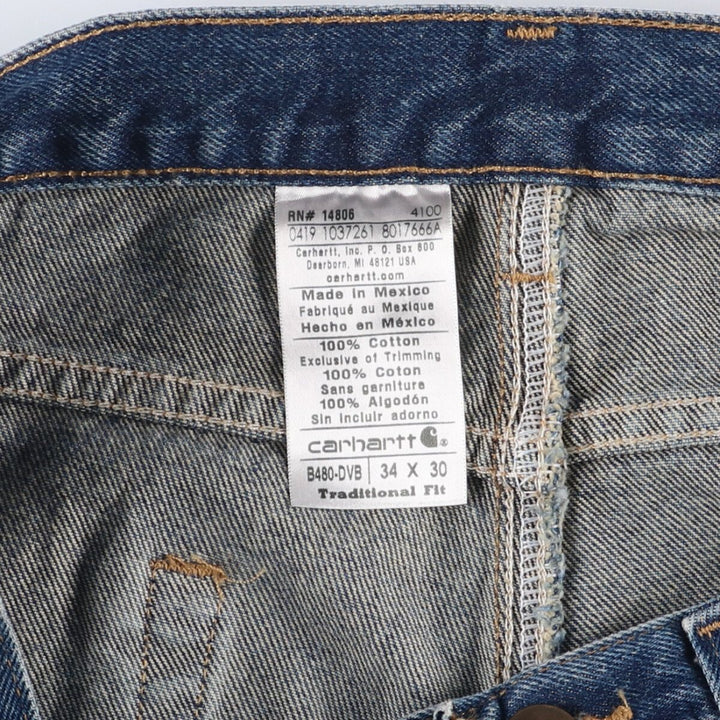 RN# 14806 4100
0419 1037261 8017666A
Carhartt, Inc. P. O. Box 600
Dearborn, MI 48121 USA
carhartt.com
Made in Mexico
Fabriqué au Mexique
Hecho en México
100% Cotton
Exclusive of Trimming
100% Coton
Sans garniture
100% Algodón
Sin incluir adorno
carhartt ®
B480-DVB 34 X 30
Traditional Fit